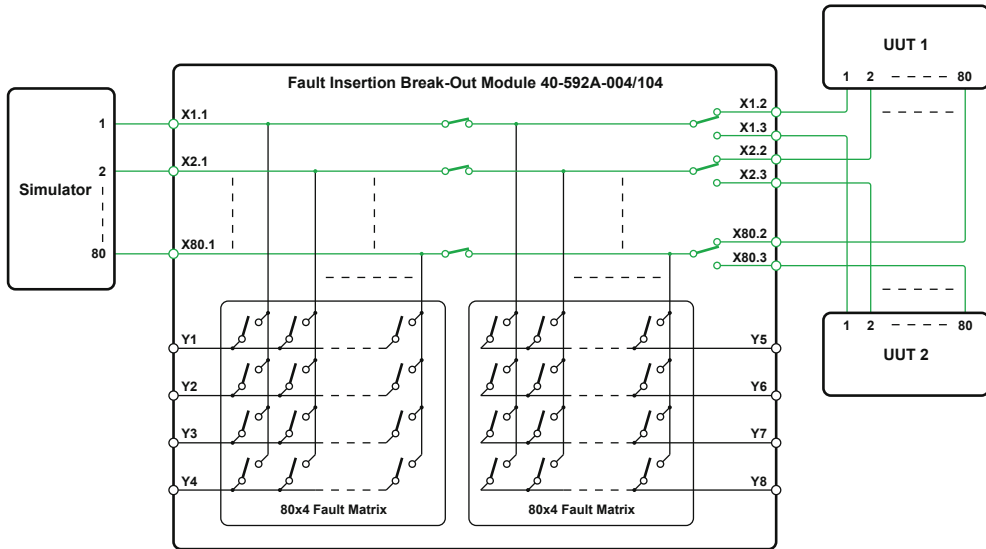 UUT 1
1 2 80
Fault Insertion Break-Out Module 40-592A-004/104
Simulator
1
2
80
X1.1
X2.1
X80.1
X1.2
X1.3
X2.2
X2.3
X80.2
X80.3
Y1
Y2
Y3
Y4
80x4 Fault Matrix
Y5
Y6
Y7
Y8
80x4 Fault Matrix
1 2 80
UUT 2